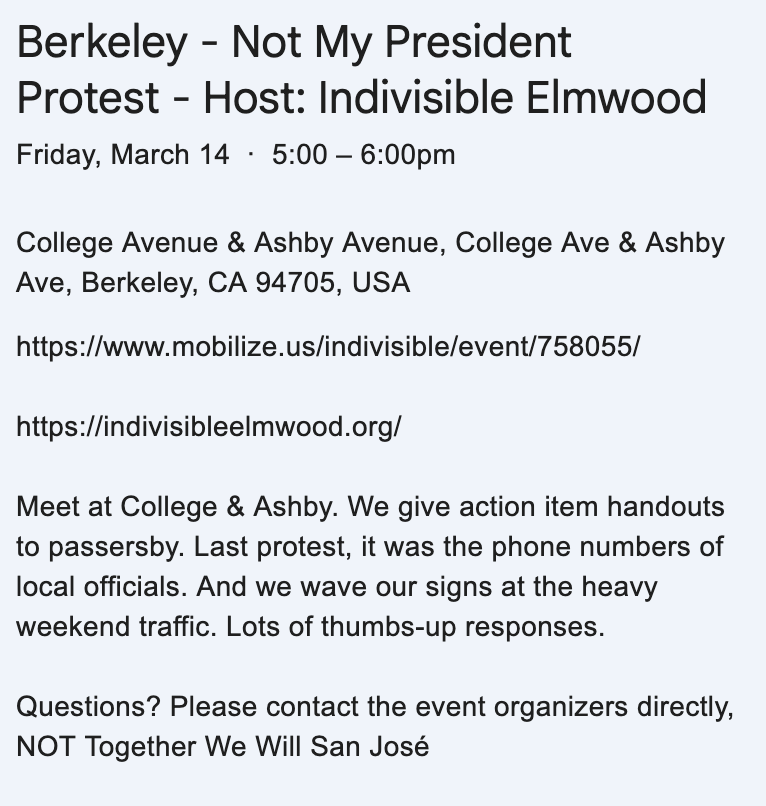 Berkeley - Not My President
Protest - Host: Indivisible Elmwood
Friday, March 14 · 5:00 – 6:00pm
College Avenue & Ashby Avenue, College Ave & Ashby
Ave, Berkeley, CA 94705, USA
https://www.mobilize.us/indivisible/event/758055/
https://indivisibleelmwood.org/
Meet at College & Ashby. We give action item handouts
to passersby. Last protest, it was the phone numbers of
local officials. And we wave our signs at the heavy
weekend traffic. Lots of thumbs-up responses.
Questions? Please contact the event organizers directly,
NOT Together We Will San José